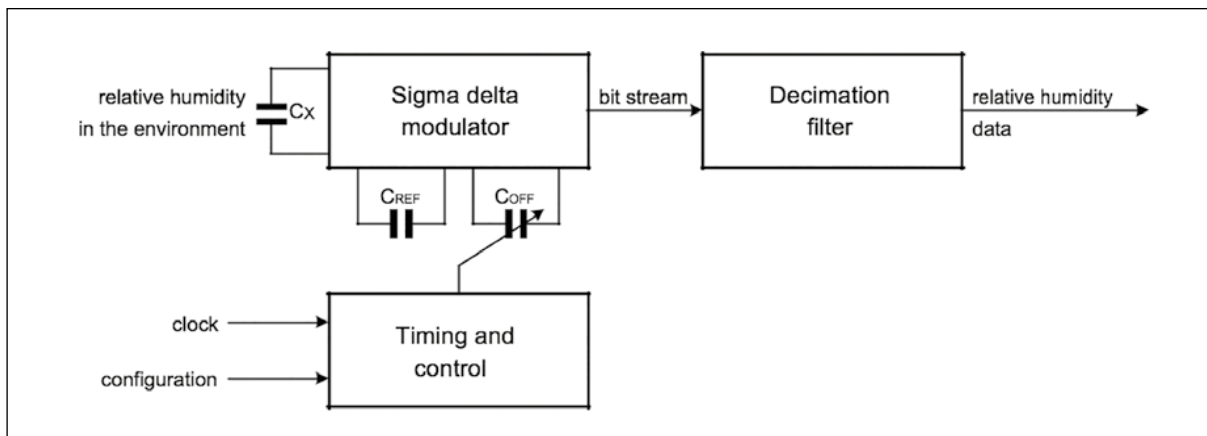 relative humidity
in the environment
CX
Sigma delta
modulator
bit stream
Decimation
filter
relative humidity
data
CREF
COFF
clock
configuration
Timing and
control